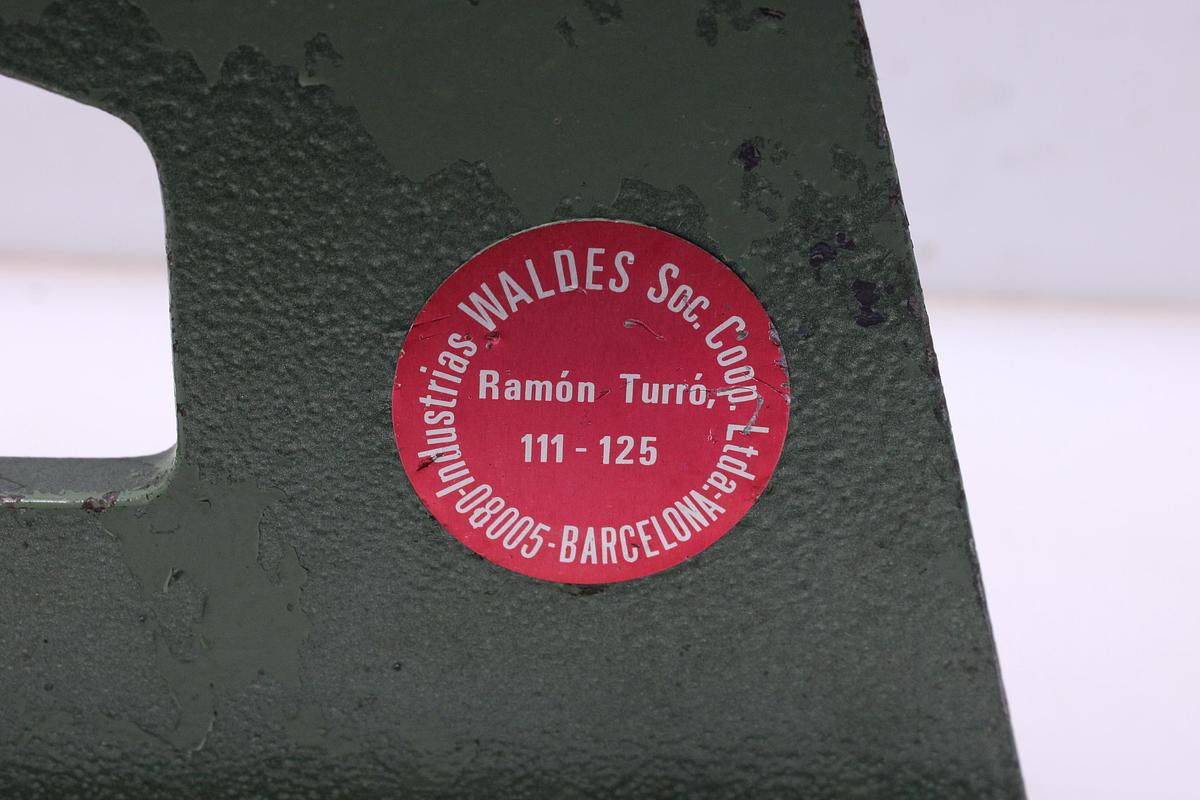 Industrias WALDES Soc. Coop. Ltda.-
Ramón Turró,
111 - 125
08005-BARCELONA-